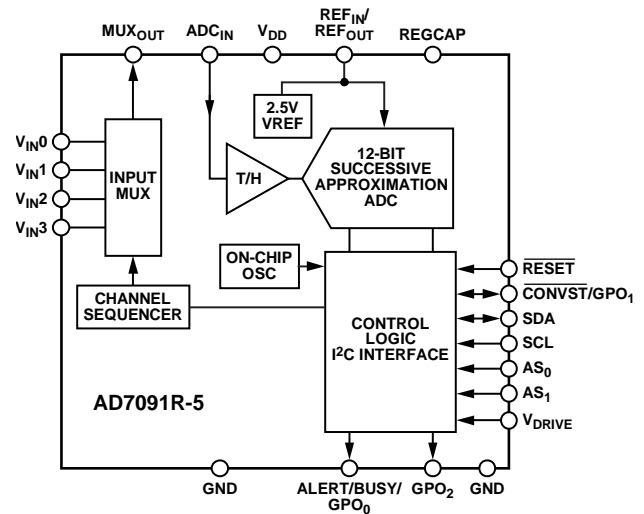 MUXOUT
ADCIN
VDD
REFIN/
REFOUT
REGCAP
2.5V
VREF
VIN0
VIN1
VIN2
VIN3
INPUT
MUX
T/H
12-BIT
SUCCESSIVE
APPROXIMATION
ADC
ON-CHIP
OSC
CHANNEL
SEQUENCER
CONTROL
LOGIC
I2C INTERFACE
RESET
CONVST/GPO1
SDA
SCL
AS0
AS1
VDRIVE
AD7091R-5
GND
ALERT/BUSY/
GPO0
GPO2
GND